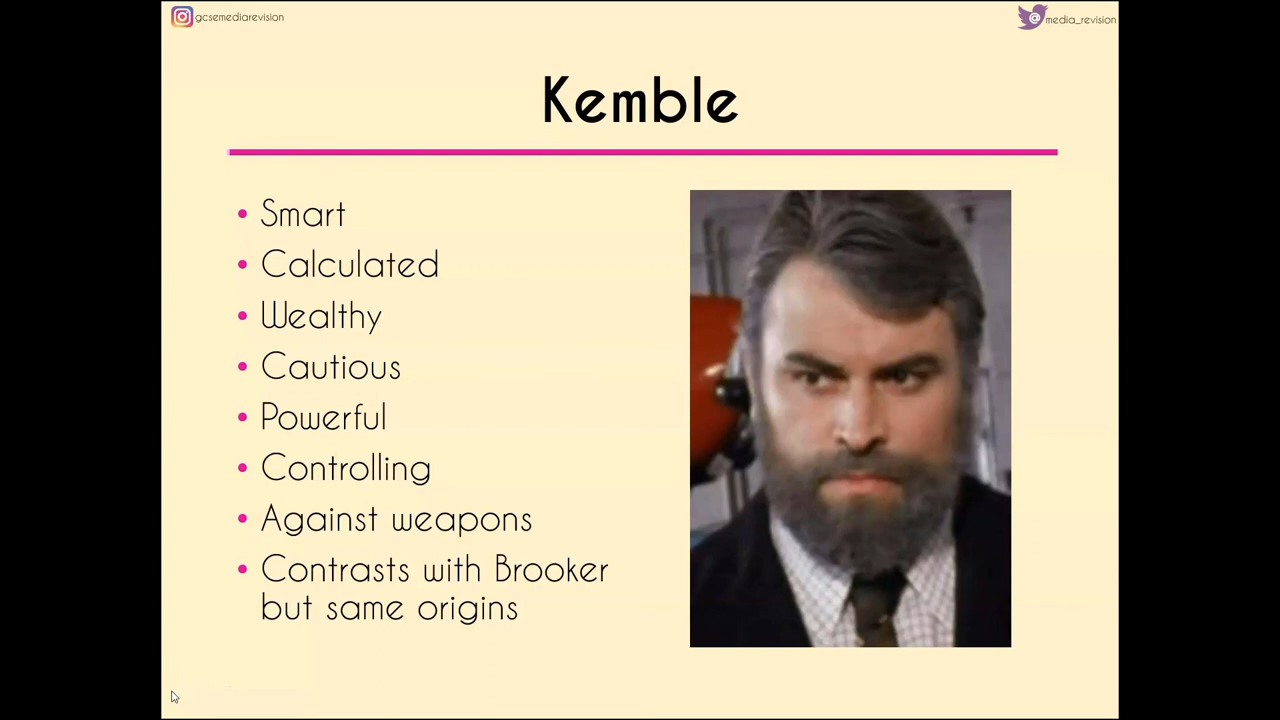 gcsemediarevision
@media_revision
Kemble
• Smart
• Calculated
• Wealthy
• Cautious
• Powerful
• Controlling
• Against weapons
• Contrasts with Brooker
but same origins